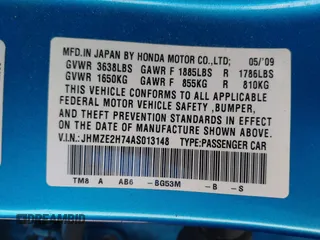 MFD.IN JAPAN BY HONDA MOTOR CO.,LTD; 05/'09
GVWR 3638LBS GAWR F 1885LBS R 1786LBS
GVWR 1650KG GAWR F 855KG R 810KG
THIS VEHICLE CONFORMS TO ALL APPLICABLE
FEDERAL MOTOR VEHICLE SAFETY ,BUMPER,
AND THEFT PREVENTION STANDARDS IN EFFECT
ON THE DATE OF MANUFACTURE SHOWN ABOVE.
V.I.N.: JHMZE2H74AS013148 TYPE:PASSENGER CAR
TM8 A AB6 -BG53M -B -S
DREAMBID